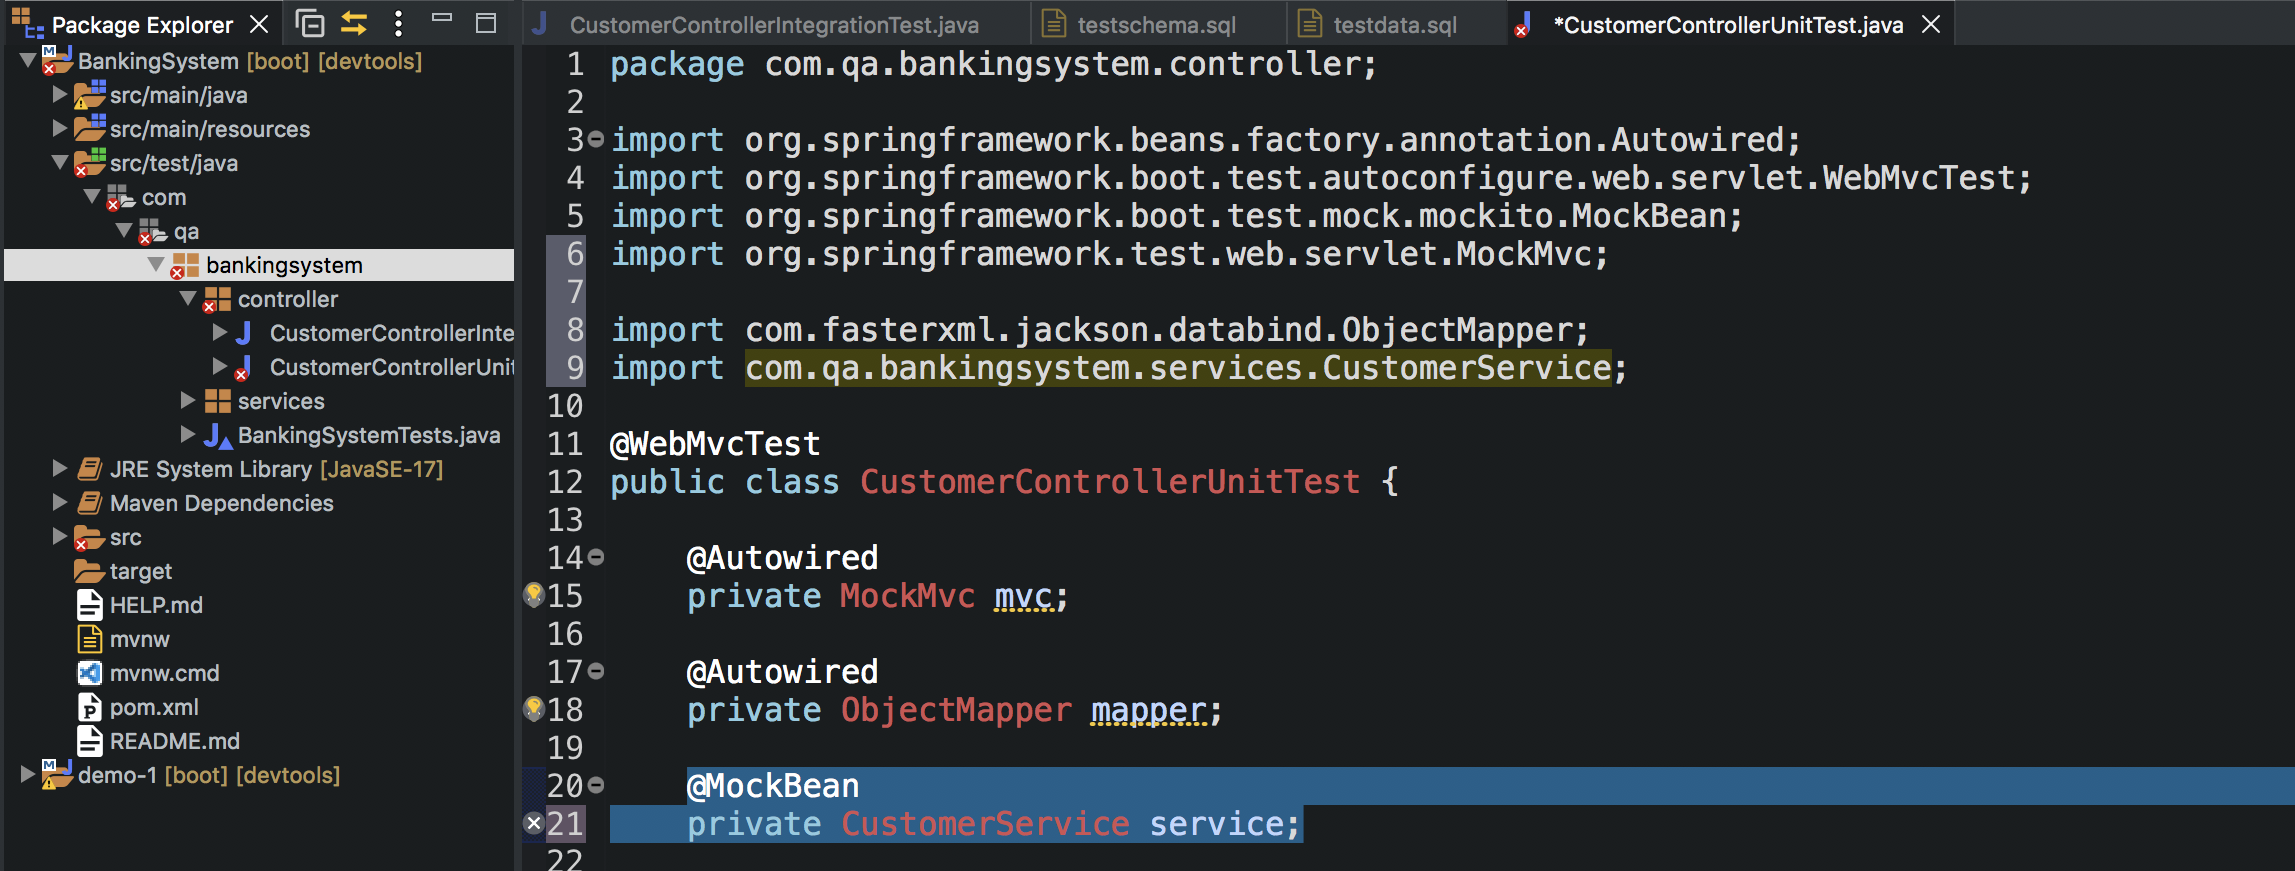 Package Explorer
BankingSystem [boot] [devtools]
src/main/java
src/main/resources
src/test/java
com
qa
bankingsystem
controller
CustomerControllerInte
CustomerControllerUnit
services
BankingSystemTests.java
JRE System Library [JavaSE-17]
Maven Dependencies
src
target
HELP.md
mvnw
mvnw.cmd
pom.xml
README.md
demo-1 [boot] [devtools]
CustomerControllerIntegrationTest.java
testschema.sql
testdata.sql
*CustomerControllerUnitTest.java
1 package com.qa.bankingsystem.controller;
2
3 import org.springframework.beans.factory.annotation.Autowired;
4 import org.springframework.boot.test.autoconfigure.web.servlet.WebMvcTest;
5 import org.springframework.boot.test.mock.mockito.MockBean;
6 import org.springframework.test.web.servlet.MockMvc;
7
8 import com.fasterxml.jackson.databind.ObjectMapper;
9 import com.qa.bankingsystem.services.CustomerService;
10
11 @WebMvcTest
12 public class CustomerControllerUnitTest {
13
14 @Autowired
15 private MockMvc mvc;
16
17 @Autowired
18 private ObjectMapper mapper;
19
20 @MockBean
21 private CustomerService service;
22